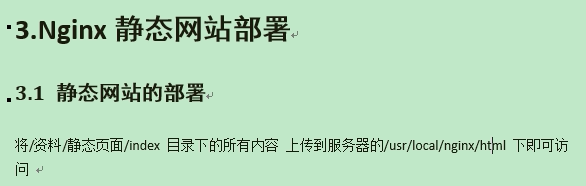 3.Nginx 静态网站部署
3.1 静态网站的部署
将/资料/静态页面/index 目录下的所有内容 上传到服务器的/usr/local/nginx/html 下即可访
问